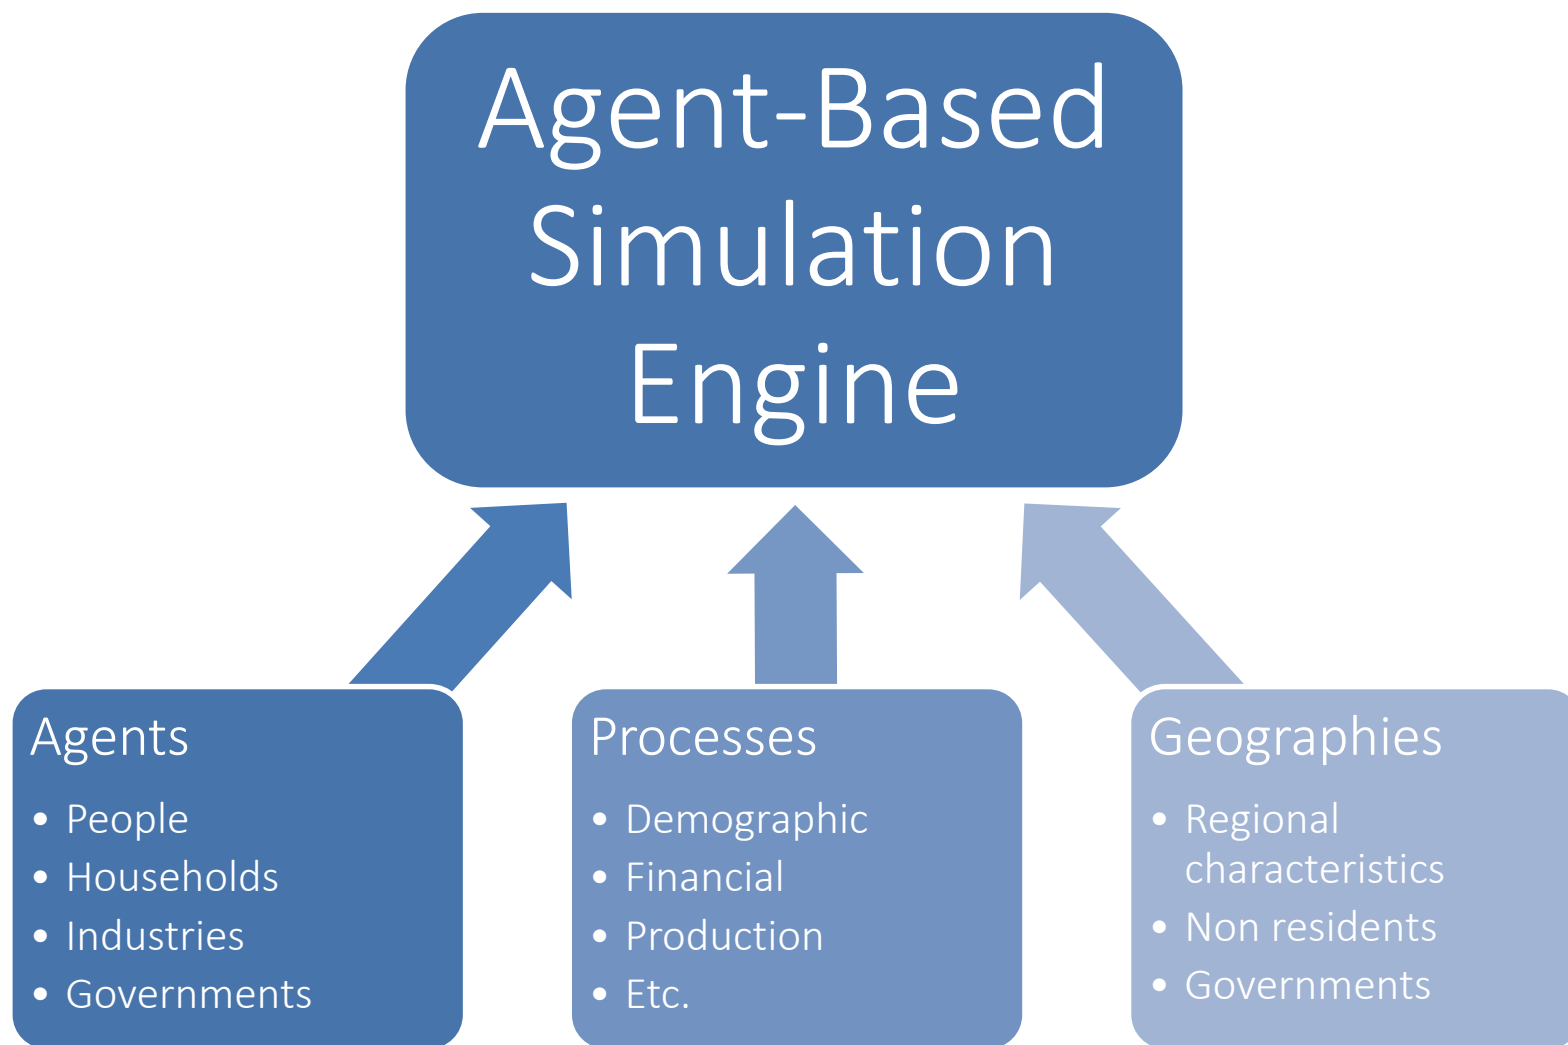 Agent-Based
Simulation
Engine
Agents
• People
• Households
• Industries
• Governments
Processes
• Demographic
• Financial
• Production
• Etc.
Geographies
• Regional
characteristics
• Non residents
• Governments